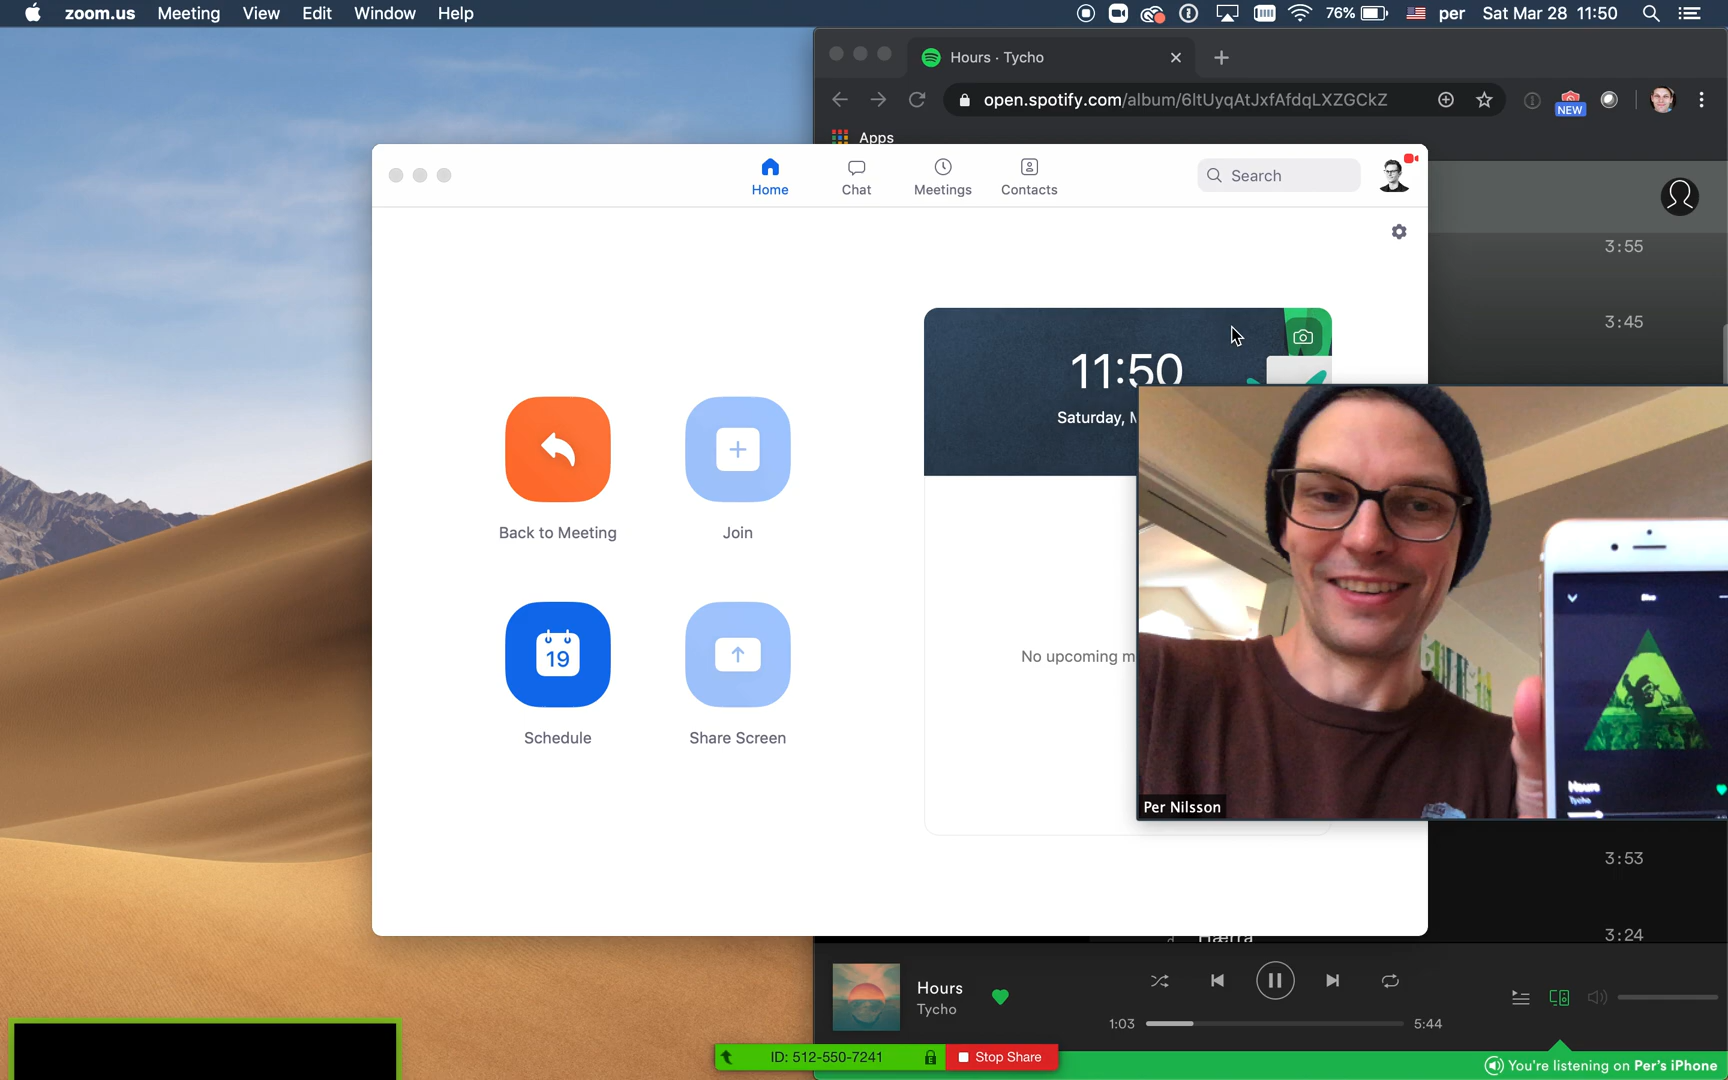 zoom.us Meeting View Edit Window Help
76% per Sat Mar 28 11:50
Hours · Tycho
open.spotify.com/album/6ltUyqAtJxfAfdqLXZGCkZ
NEW
Apps
Home Chat Meetings Contacts
Search
3:55
3:45
11:50
Saturday, M
Back to Meeting
Join
19
Schedule
Share Screen
No upcoming m
Hours
Tycho
Per Nilsson
3:53
3:24
Hours
Tycho
1:03
5:44
ID: 512-550-7241
Stop Share
You're listening on Per's iPhone